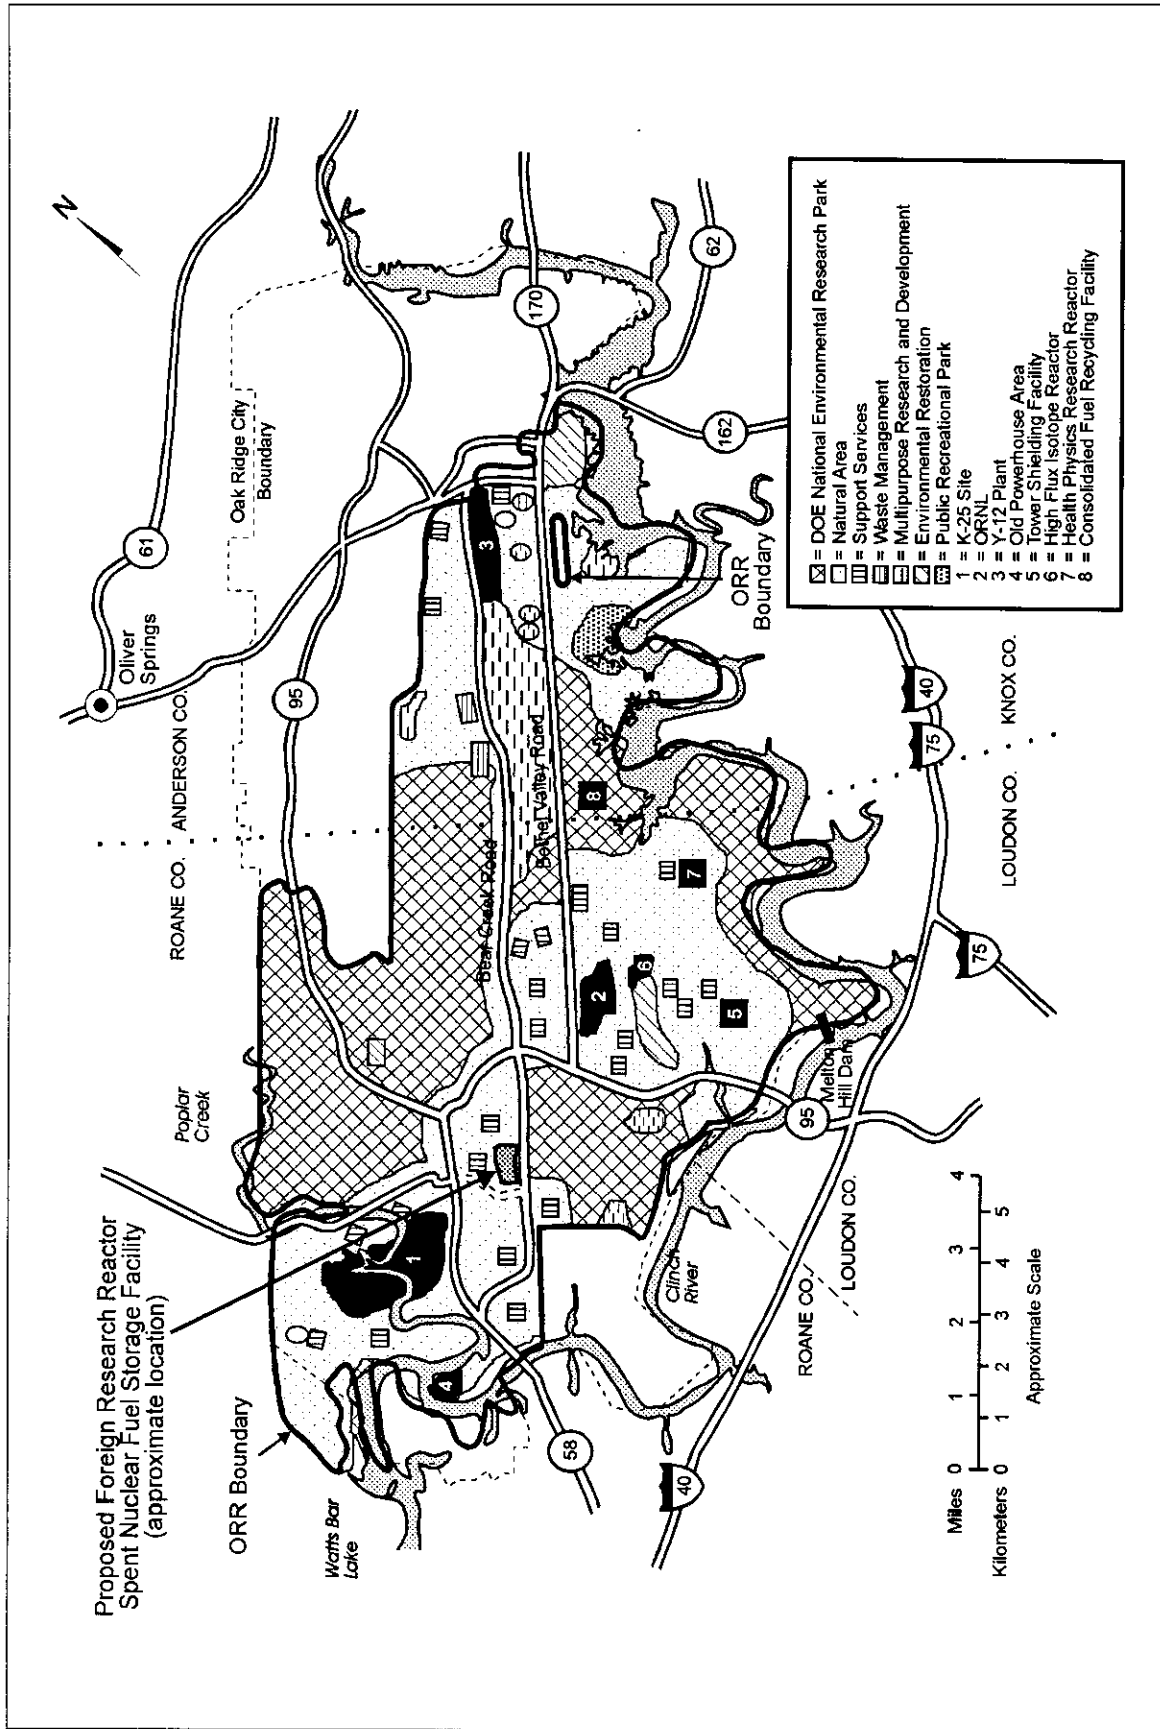 Proposed Foreign Research Reactor
Spent Nuclear Fuel Storage Facility
(approximate location)
ORR Boundary
Watts Bar
Lake
Poplar
Creek
ROANE CO.
ANDERSON CO.
Oliver
Springs
61
N
Oak Ridge City
Boundary
95
Bear Creek Road
Bethel Valley Road
170
62
162
1
2
3
4
5
6
7
8
ORR
Boundary
58
Clinch
River
Melton
Hill Dam
95
40
ROANE CO.
LOUDON CO.
75
LOUDON CO.
KNOX CO.
75
40
Miles 0 1 2 3 4
Kilometers 0 1 2 3 4 5
Approximate Scale
= DOE National Environmental Research Park
= Natural Area
= Support Services
= Waste Management
= Multipurpose Research and Development
= Environmental Restoration
= Public Recreational Park
1 = K-25 Site
2 = ORNL
3 = Y-12 Plant
4 = Old Powerhouse Area
5 = Tower Shielding Facility
6 = High Flux Isotope Reactor
7 = Health Physics Research Reactor
8 = Consolidated Fuel Recycling Facility